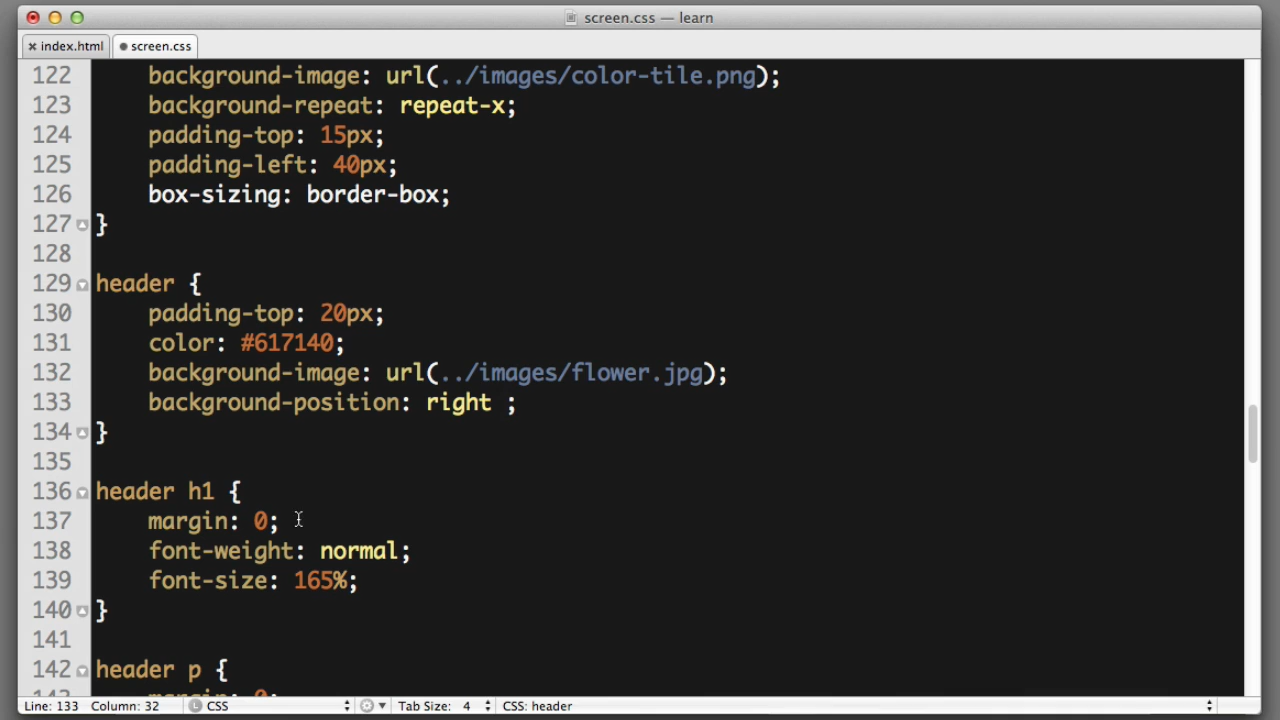 screen.css — learn
index.html
screen.css
122 background-image: url(../images/color-tile.png);
123 background-repeat: repeat-x;
124 padding-top: 15px;
125 padding-left: 40px;
126 box-sizing: border-box;
127 }
128
129 header {
130 padding-top: 20px;
131 color: #617140;
132 background-image: url(../images/flower.jpg);
133 background-position: right ;
134 }
135
136 header h1 {
137 margin: 0;
138 font-weight: normal;
139 font-size: 165%;
140 }
141
142 header p {
143 margin: 0;
Line: 133 Column: 32 L CSS Tab Size: 4 CSS: header